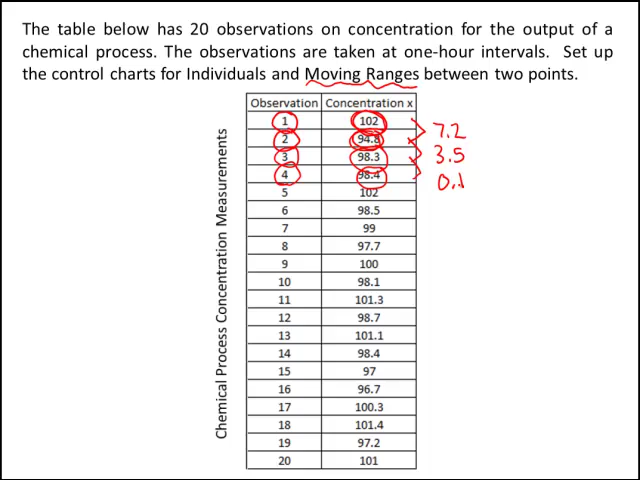 The table below has 20 observations on concentration for the output of a
chemical process. The observations are taken at one-hour intervals. Set up
the control charts for Individuals and Moving Ranges between two points.
Chemical Process Concentration Measurements
Observation Concentration x
1 102
7.2
2 94.8
3 98.3 3.5
4 98.4 0.1
5 102
6 98.5
7 99
8 97.7
9 100
10 98.1
11 101.3
12 98.7
13 101.1
14 98.4
15 97
16 96.7
17 100.3
18 101.4
19 97.2
20 101